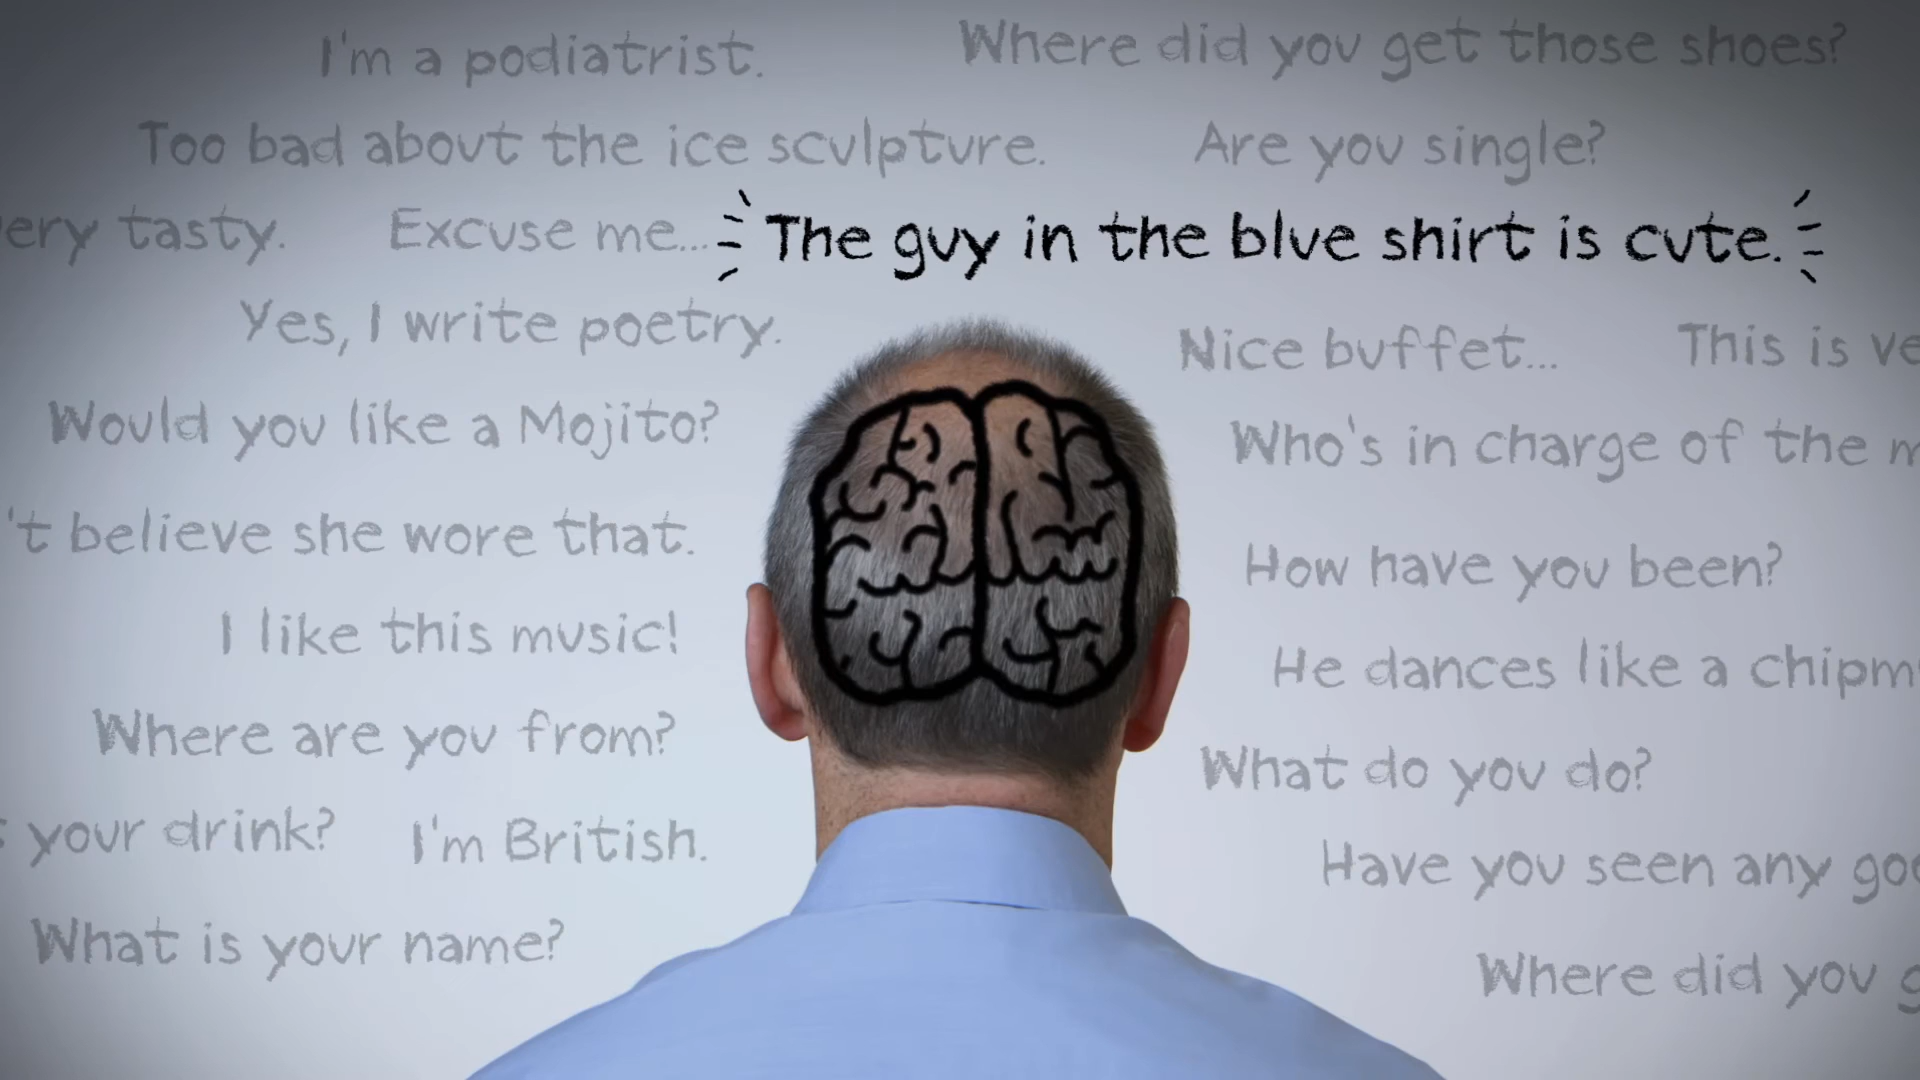 I'm a podiatrist.
Where did you get those shoes?
Too bad about the ice sculpture.
Are you single?
ery tasty.
Excuse me...
The guy in the blue shirt is cute.
Yes, I write poetry.
Nice buffet...
This is ve
Would you like a Mojito?
Who's in charge of the m
't believe she wore that.
How have you been?
I like this music!
He dances like a chipm
Where are you from?
What do you do?
your drink?
I'm British.
Have you seen any goo
What is your name?
Where did you g